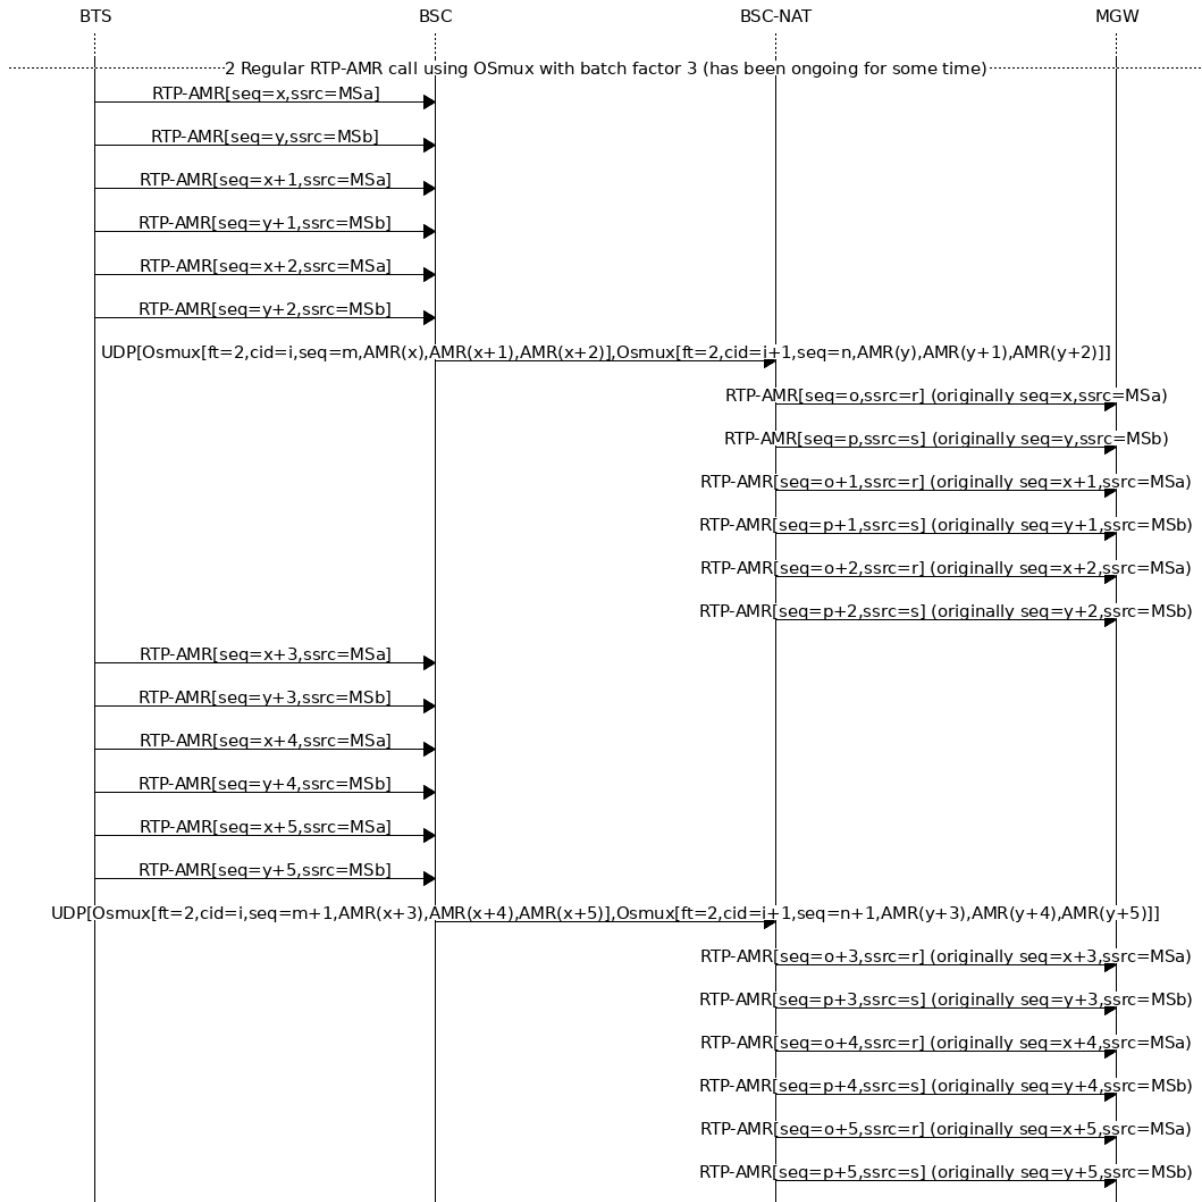 BTS BSC BSC-NAT MGW
2 Regular RTP-AMR call using OSmux with batch factor 3 (has been ongoing for some time)
RTP-AMR[seq=x,ssrc=MSa]
RTP-AMR[seq=y,ssrc=MSb]
RTP-AMR[seq=x+1,ssrc=MSa]
RTP-AMR[seq=y+1,ssrc=MSb]
RTP-AMR[seq=x+2,ssrc=MSa]
RTP-AMR[seq=y+2,ssrc=MSb]
UDP[Osmux[ft=2,cid=i,seq=m,AMR(x),AMR(x+1),AMR(x+2)],Osmux[ft=2,cid=i+1,seq=n,AMR(y),AMR(y+1),AMR(y+2)]]
RTP-AMR[seq=o,ssrc=r] (originally seq=x,ssrc=MSa)
RTP-AMR[seq=p,ssrc=s] (originally seq=y,ssrc=MSb)
RTP-AMR[seq=o+1,ssrc=r] (originally seq=x+1,ssrc=MSa)
RTP-AMR[seq=p+1,ssrc=s] (originally seq=y+1,ssrc=MSb)
RTP-AMR[seq=o+2,ssrc=r] (originally seq=x+2,ssrc=MSa)
RTP-AMR[seq=p+2,ssrc=s] (originally seq=y+2,ssrc=MSb)
RTP-AMR[seq=x+3,ssrc=MSa]
RTP-AMR[seq=y+3,ssrc=MSb]
RTP-AMR[seq=x+4,ssrc=MSa]
RTP-AMR[seq=y+4,ssrc=MSb]
RTP-AMR[seq=x+5,ssrc=MSa]
RTP-AMR[seq=y+5,ssrc=MSb]
UDP[Osmux[ft=2,cid=i,seq=m+1,AMR(x+3),AMR(x+4),AMR(x+5)],Osmux[ft=2,cid=i+1,seq=n+1,AMR(y+3),AMR(y+4),AMR(y+5)]]
RTP-AMR[seq=o+3,ssrc=r] (originally seq=x+3,ssrc=MSa)
RTP-AMR[seq=p+3,ssrc=s] (originally seq=y+3,ssrc=MSb)
RTP-AMR[seq=o+4,ssrc=r] (originally seq=x+4,ssrc=MSa)
RTP-AMR[seq=p+4,ssrc=s] (originally seq=y+4,ssrc=MSb)
RTP-AMR[seq=o+5,ssrc=r] (originally seq=x+5,ssrc=MSa)
RTP-AMR[seq=p+5,ssrc=s] (originally seq=y+5,ssrc=MSb)